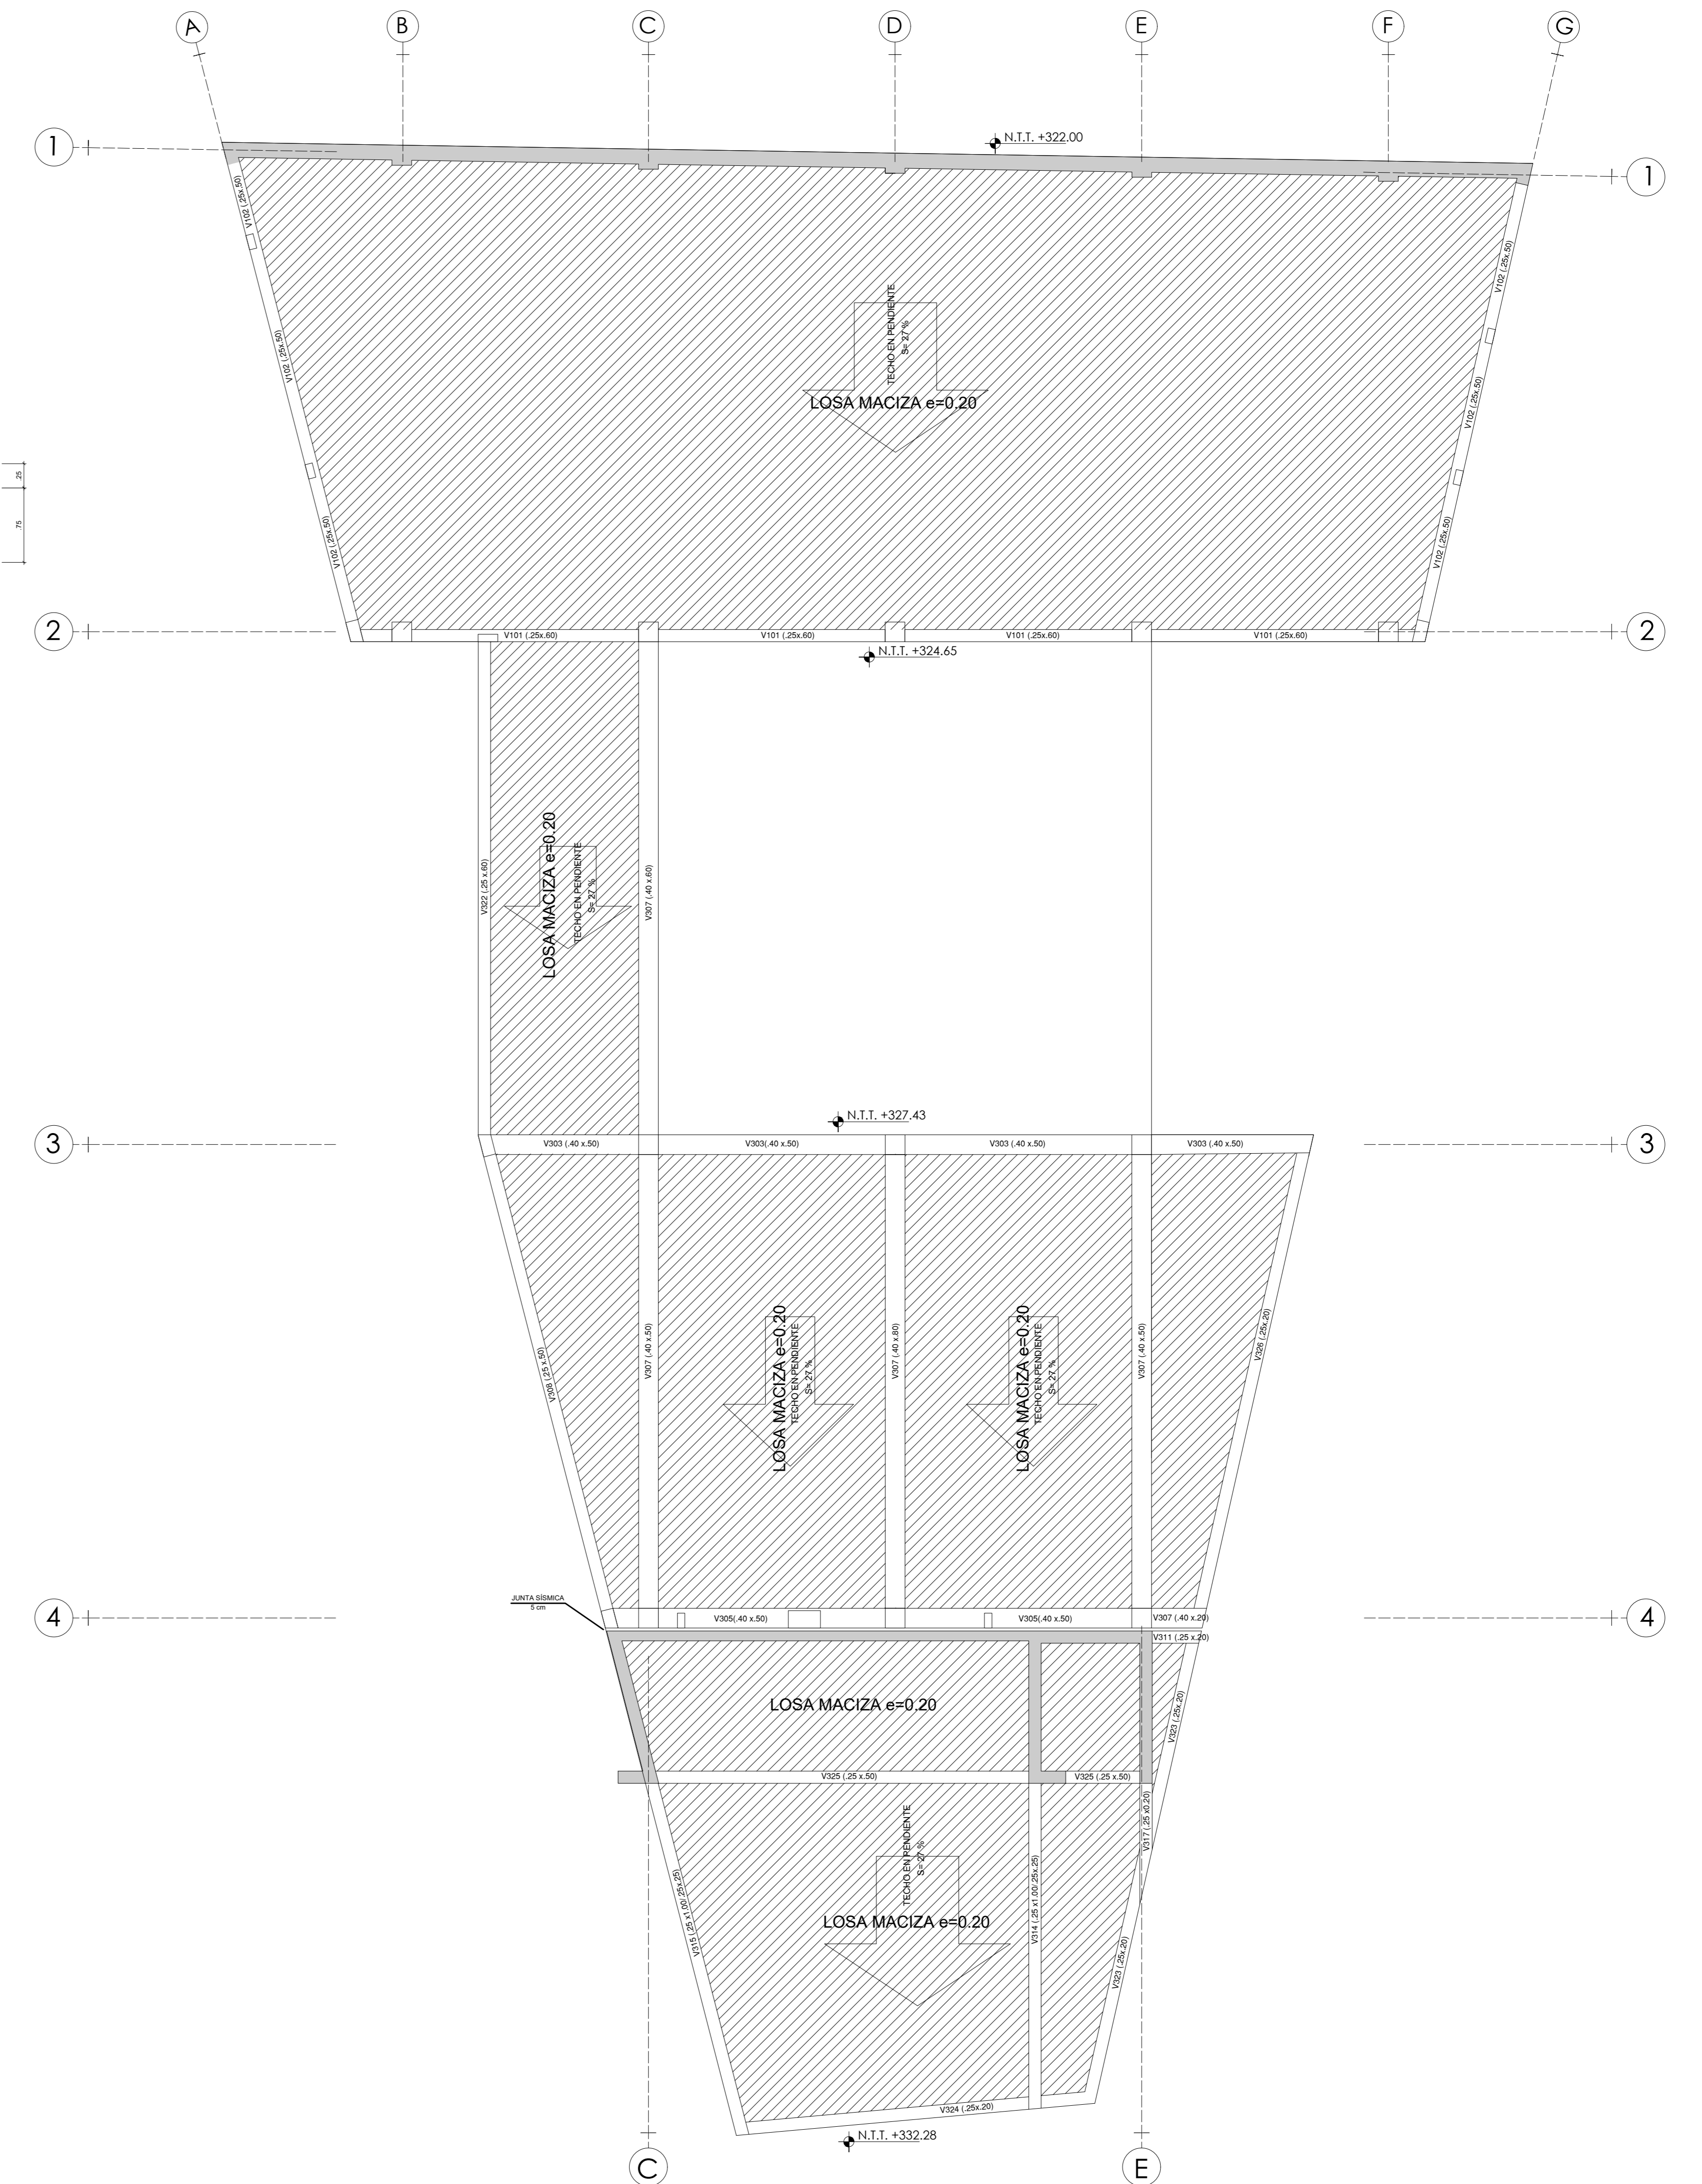 A
B
C
D
E
F
G
1
N.T.T. +322.00
1
V102 (.25x.50)
V102 (.25x.50)
TECHO EN PENDIENTE
S= 27 %
LOSA MACIZA e=0.20
V102 (.25x.50)
V102 (.25x.50)
.25
.75
V102 (.25x.50)
V102 (.25x.50)
2
V101 (.25x.60)
V101 (.25x.60)
V101 (.25x.60)
V101 (.25x.60)
2
N.T.T. +324.65
V322 (.25 x.60)
LOSA MACIZA e=0.20
TECHO EN PENDIENTE
S= 27 %
V307 (.40 x.60)
N.T.T. +327.43
3
V303 (.40 x.50)
V303(.40 x.50)
V303 (.40 x.50)
V303 (.40 x.50)
3
V308 (.25 x.50)
V307 (.40 x.50)
LOSA MACIZA e=0.20
TECHO EN PENDIENTE
S= 27 %
V307 (.40 x.80)
LOSA MACIZA e=0.20
TECHO EN PENDIENTE
S= 27 %
V307 (.40 x.50)
V326 (.25x.20)
JUNTA SÍSMICA
5 cm
4
V305(.40 x.50)
V305(.40 x.50)
V307 (.40 x.20)
4
V311 (.25 x.20)
LOSA MACIZA e=0.20
V323 (.25x.20)
V325 (.25 x.50)
V325 (.25 x.50)
V317 (.25 x0.20)
TECHO EN PENDIENTE
S= 27 %
LOSA MACIZA e=0.20
V315 (.25 x1.00/.25x.25)
V314 (.25 x1.00/.25x.25)
V323 (.25x.20)
V324 (.25x.20)
N.T.T. +332.28
C
E